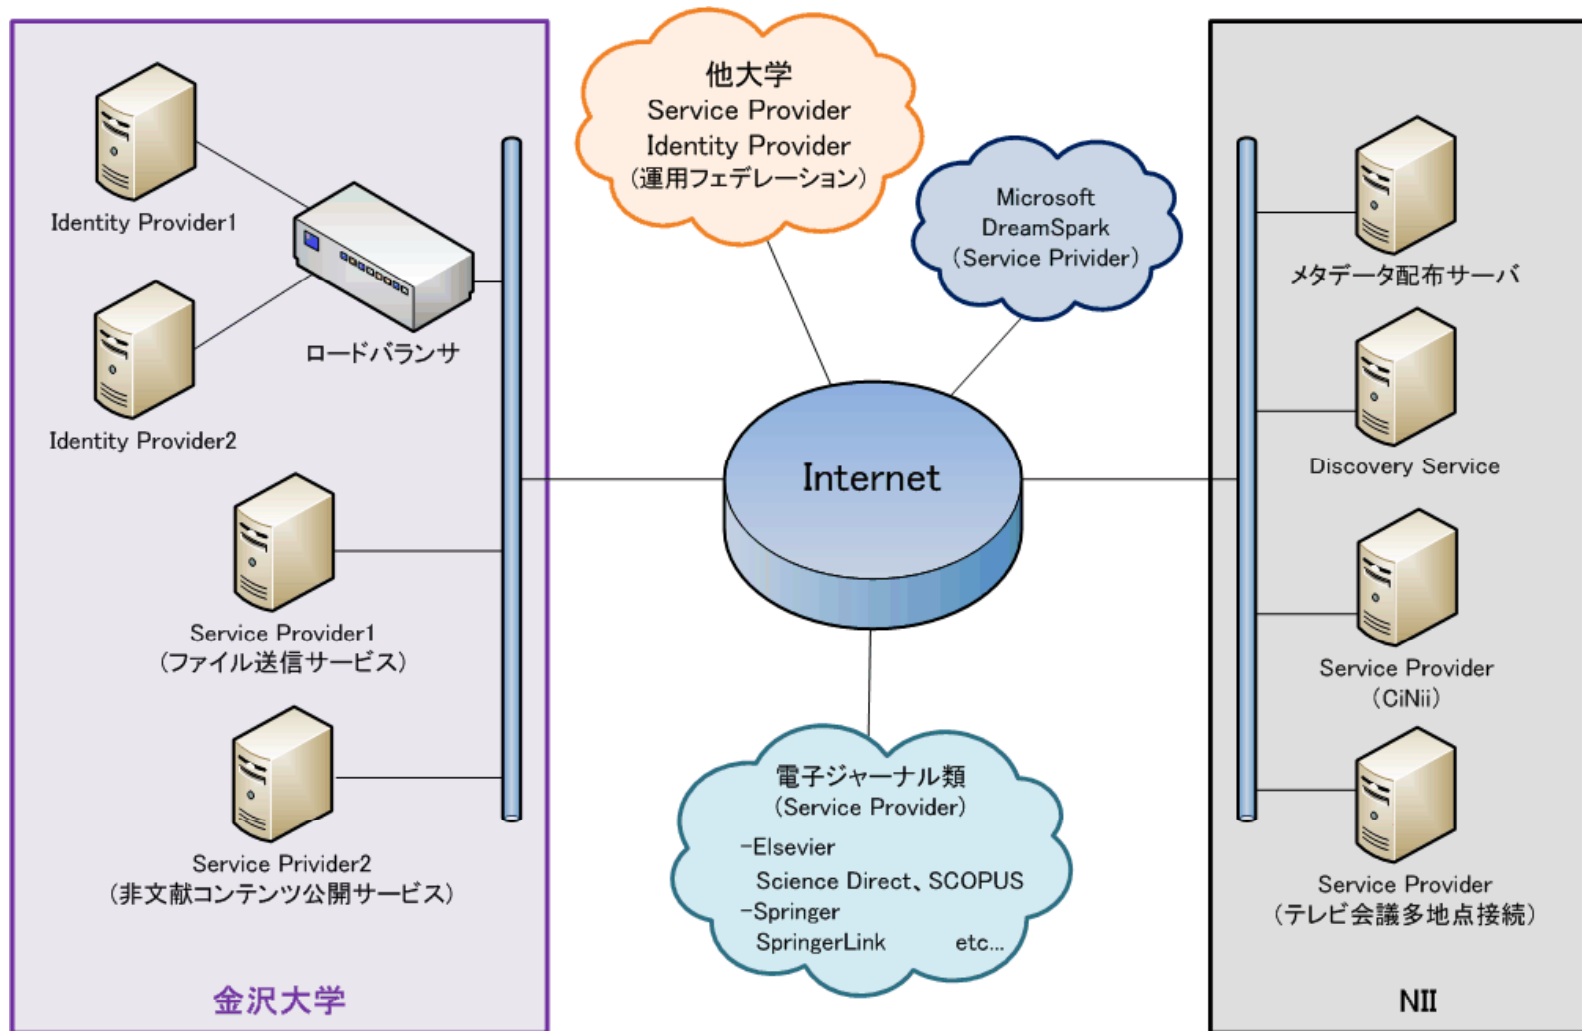 Identity Provider1
ロードバランサ
Identity Provider2
Service Provider1
(ファイル送信サービス)
Service Privider2
(非文献コンテンツ公開サービス)
金沢大学
他大学
Service Provider
Identity Provider
(運用フェデレーション)
Microsoft
DreamSpark
(Service Privider)
Internet
電子ジャーナル類
(Service Provider)
-Elsevier
Science Direct、SCOPUS
-Springer
SpringerLink etc...
メタデータ配布サーバ
Discovery Service
Service Provider
(CiNii)
Service Provider
(テレビ会議多地点接続)
NII